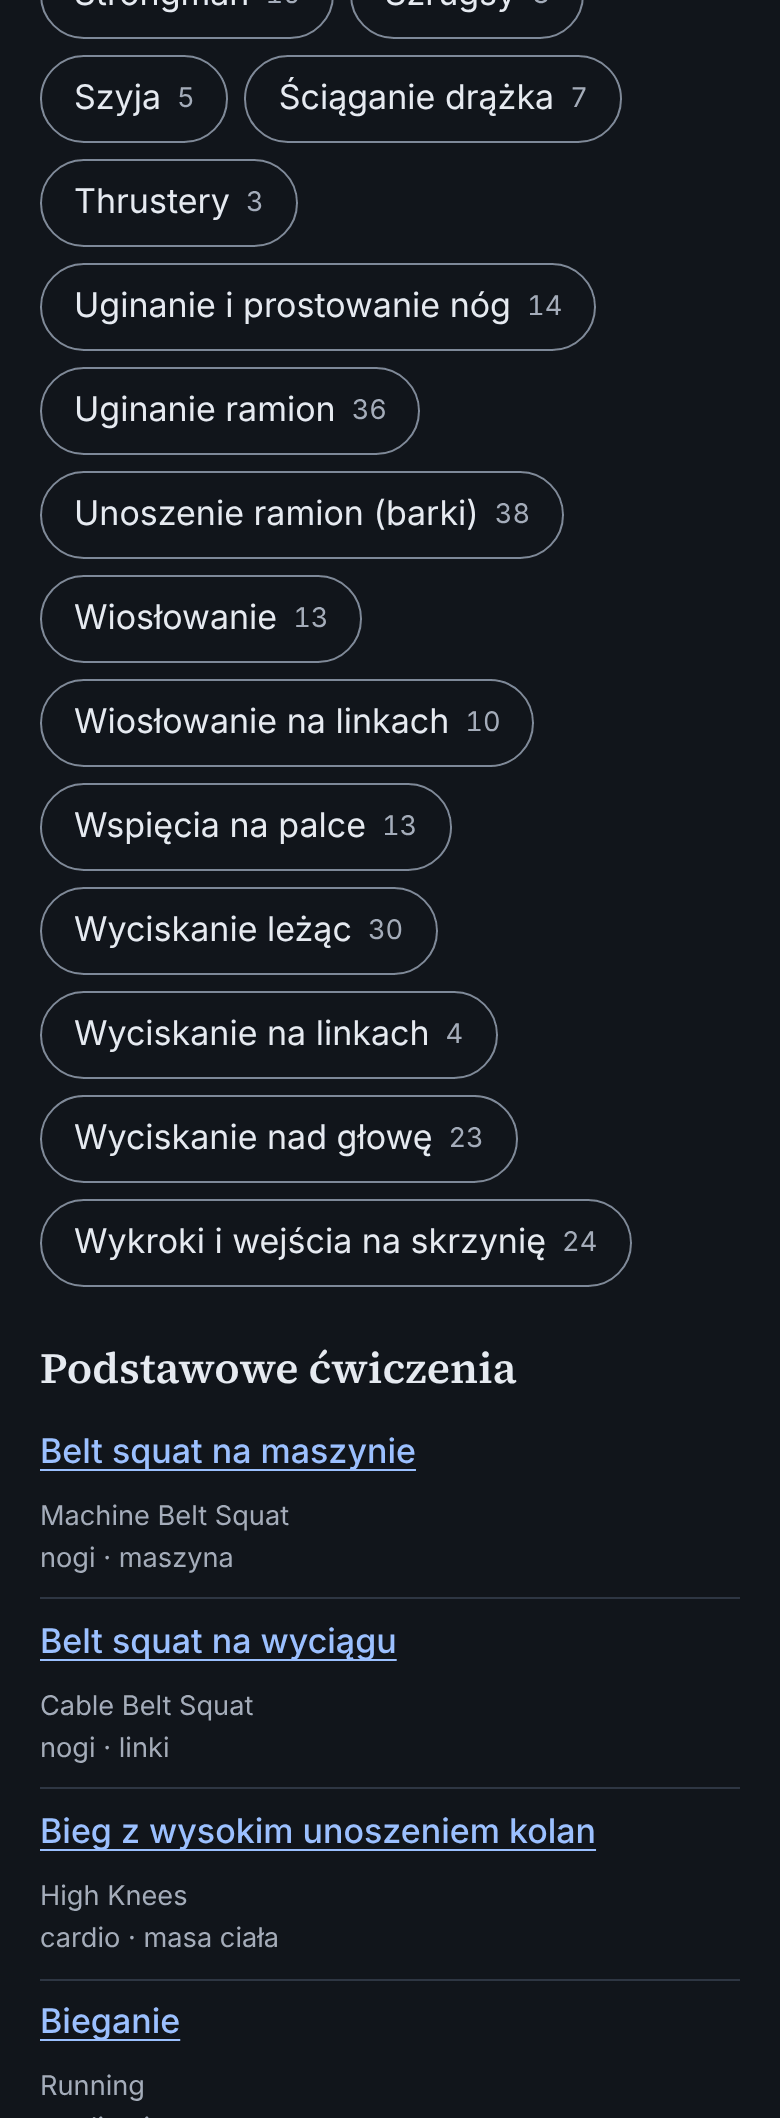 Strongman
Szrugsy
Szyja 5
Ściąganie drążka 7
Thrustery 3
Uginanie i prostowanie nóg 14
Uginanie ramion 36
Unoszenie ramion (barki) 38
Wiosłowanie 13
Wiosłowanie na linkach 10
Wspięcia na palce 13
Wyciskanie leżąc 30
Wyciskanie na linkach 4
Wyciskanie nad głowę 23
Wykroki i wejścia na skrzynię 24
Podstawowe ćwiczenia
Belt squat na maszynie
Machine Belt Squat
nogi · maszyna
Belt squat na wyciągu
Cable Belt Squat
nogi · linki
Bieg z wysokim unoszeniem kolan
High Knees
cardio · masa ciała
Bieganie
Running